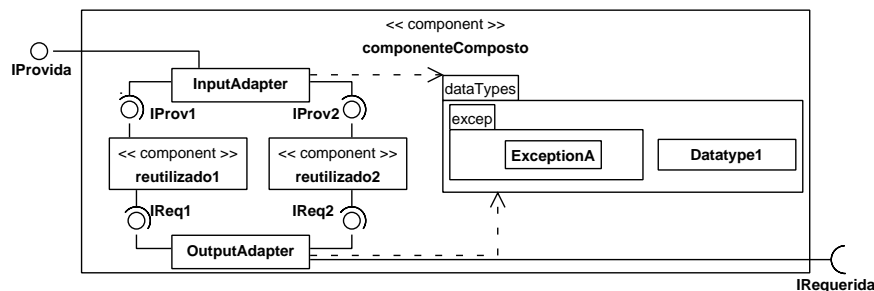 << component >>
componenteComposto
IProvida
InputAdapter
dataTypes
IProv1
IProv2
excep
<< component >>
reutilizado1
<< component >>
reutilizado2
ExceptionA
Datatype1
IReq1
IReq2
OutputAdapter
IRequerida